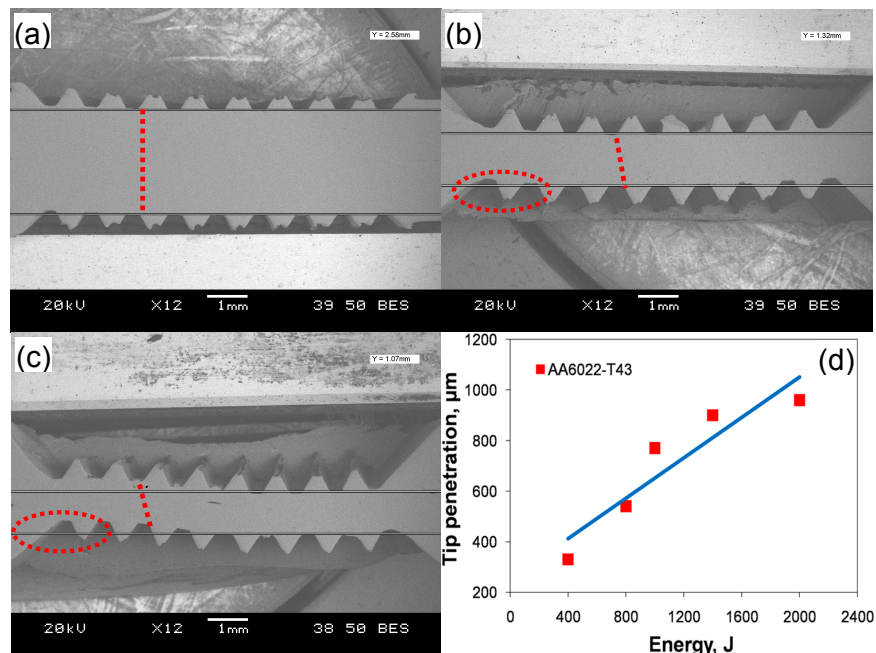 (a)
Y = 2.58mm
20kV X12 1mm 39 50 BES
(b)
Y = 1.32mm
20kV X12 1mm 39 50 BES
(c)
Y = 1.07mm
20kV X12 1mm 38 50 BES
(d)
AA6022-T43
Tip penetration, µm
1200
1000
800
600
400
200
0 400 800 1200 1600 2000 2400
Energy, J